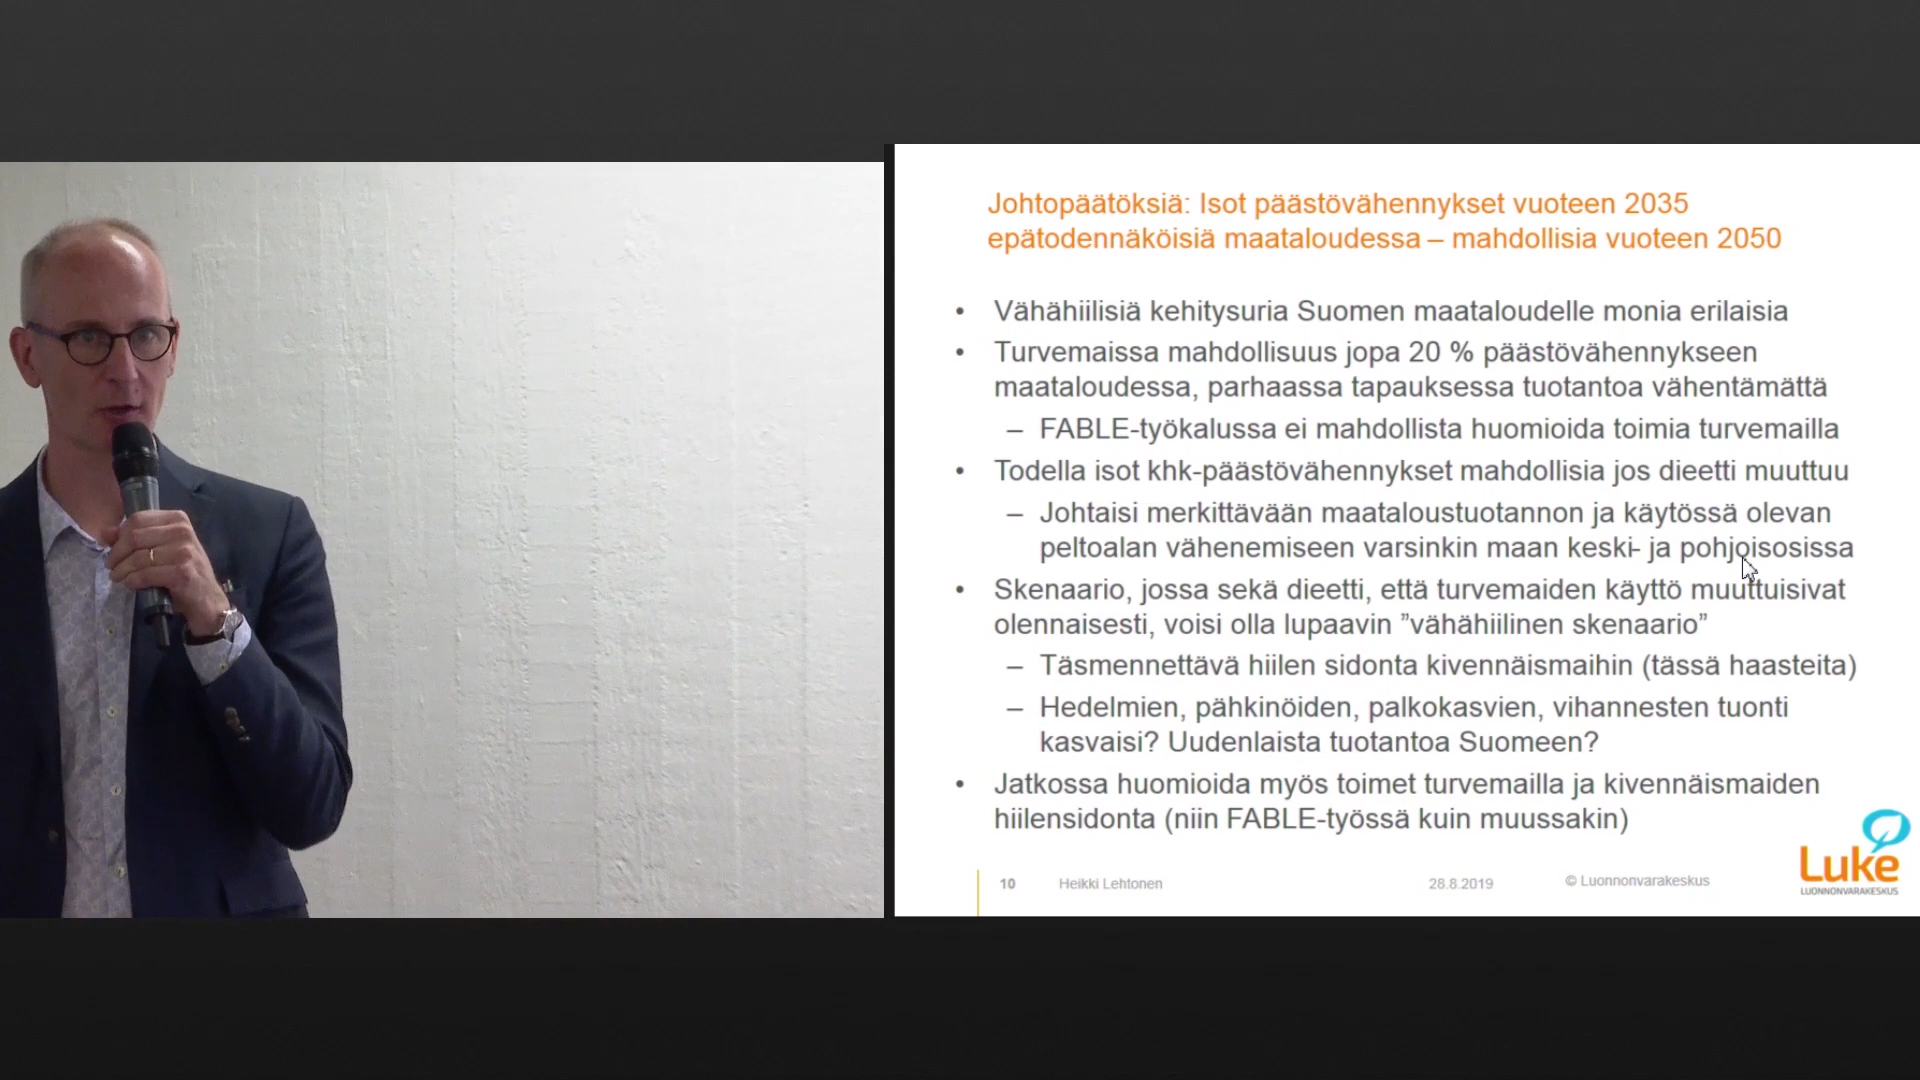 Johtopäätöksiä: Isot päästövähennykset vuoteen 2035
epätodennäköisiä maataloudessa – mahdollisia vuoteen 2050
• Vähähiilisiä kehitysuria Suomen maataloudelle monia erilaisia
• Turvemaissa mahdollisuus jopa 20 % päästövähennykseen
maataloudessa, parhaassa tapauksessa tuotantoa vähentämättä
– FABLE-työkalussa ei mahdollista huomioida toimia turvemailla
• Todella isot khk-päästövähennykset mahdollisia jos dieetti muuttuu
– Johtaisi merkittävään maataloustuotannon ja käytössä olevan
peltoalan vähenemiseen varsinkin maan keski- ja pohjoisosissa
• Skenaario, jossa sekä dieetti, että turvemaiden käyttö muuttuisivat
olennaisesti, voisi olla lupaavin ”vähähiilinen skenaario”
– Täsmennettävä hiilen sidonta kivennäismaihin (tässä haasteita)
– Hedelmien, pähkinöiden, palkokasvien, vihannesten tuonti
kasvaisi? Uudenlaista tuotantoa Suomeen?
• Jatkossa huomioida myös toimet turvemailla ja kivennäismaiden
hiilensidonta (niin FABLE-työssä kuin muussakin)
10 Heikki Lehtonen 28.8.2019 © Luonnonvarakeskus
Luke
LUONNONVARAKESKUS